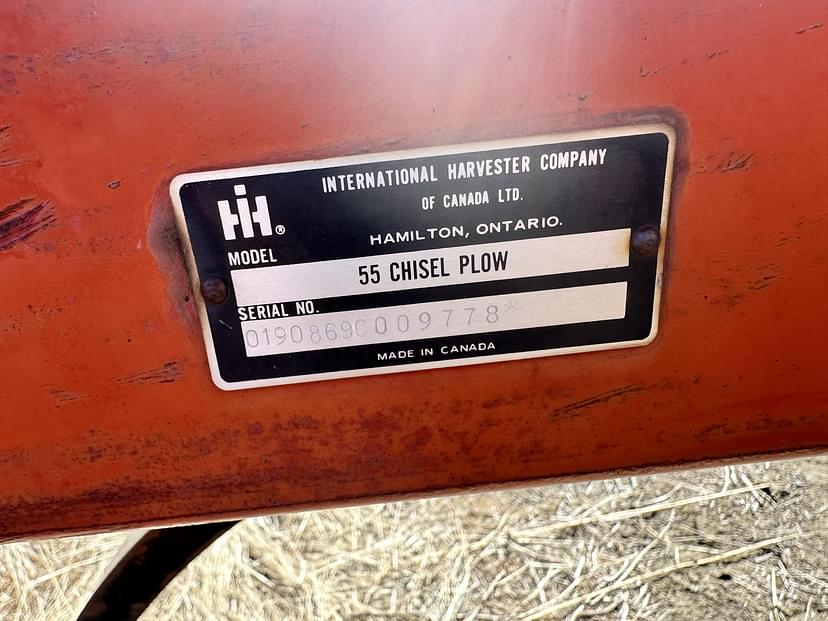 INTERNATIONAL HARVESTER COMPANY
OF CANADA LTD.
HAMILTON, ONTARIO.
IH®
MODEL
55 CHISEL PLOW
SERIAL NO.
0190869C009778
MADE IN CANADA